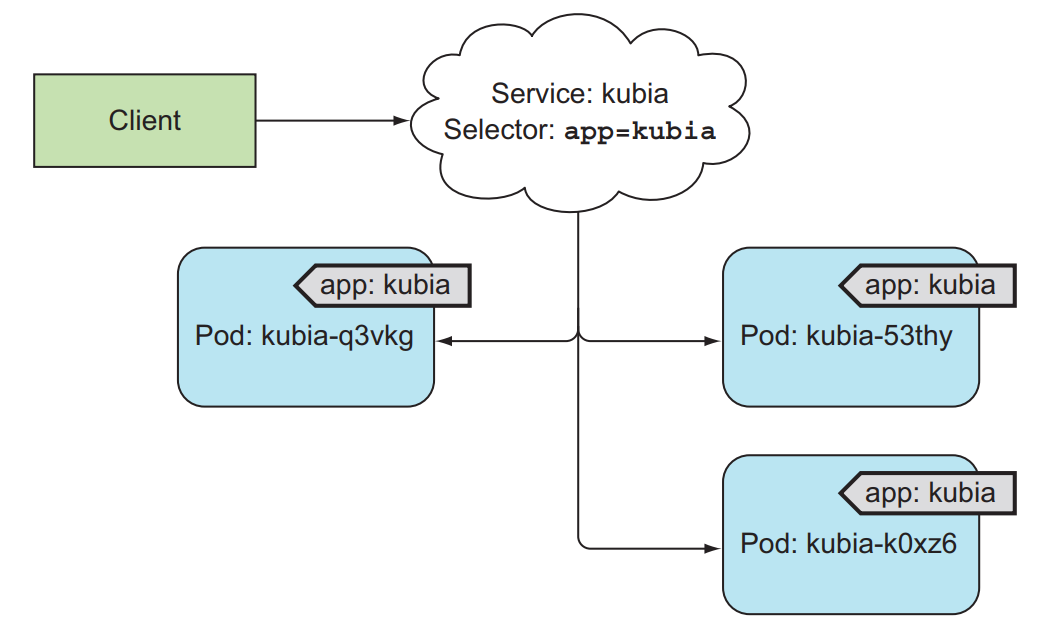 Client
Service: kubia
Selector: app=kubia
app: kubia
Pod: kubia-q3vkg
app: kubia
Pod: kubia-53thy
app: kubia
Pod: kubia-k0xz6